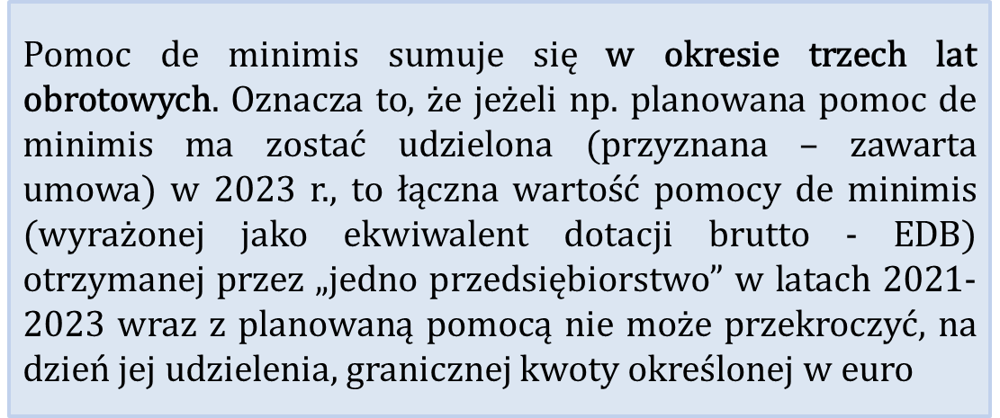 Pomoc de minimis sumuje się w okresie trzech lat
obrotowych. Oznacza to, że jeżeli np. planowana pomoc de
minimis ma zostać udzielona (przyznana – zawarta
umowa) w 2023 r., to łączna wartość pomocy de minimis
(wyrażonej jako ekwiwalent dotacji brutto - EDB)
otrzymanej przez „jedno przedsiębiorstwo” w latach 2021-
2023 wraz z planowaną pomocą nie może przekroczyć, na
dzień jej udzielenia, granicznej kwoty określonej w euro